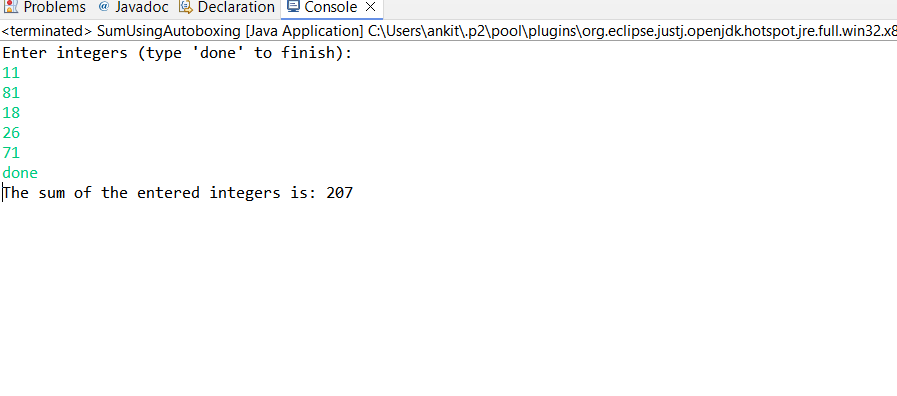 Problems @ Javadoc Declaration Console
<terminated> SumUsingAutoboxing [Java Application] C:\Users\ankit\.p2\pool\plugins\org.eclipse.justj.openjdk.hotspot.jre.full.win32.x8
Enter integers (type 'done' to finish):
11
81
18
26
71
done
The sum of the entered integers is: 207